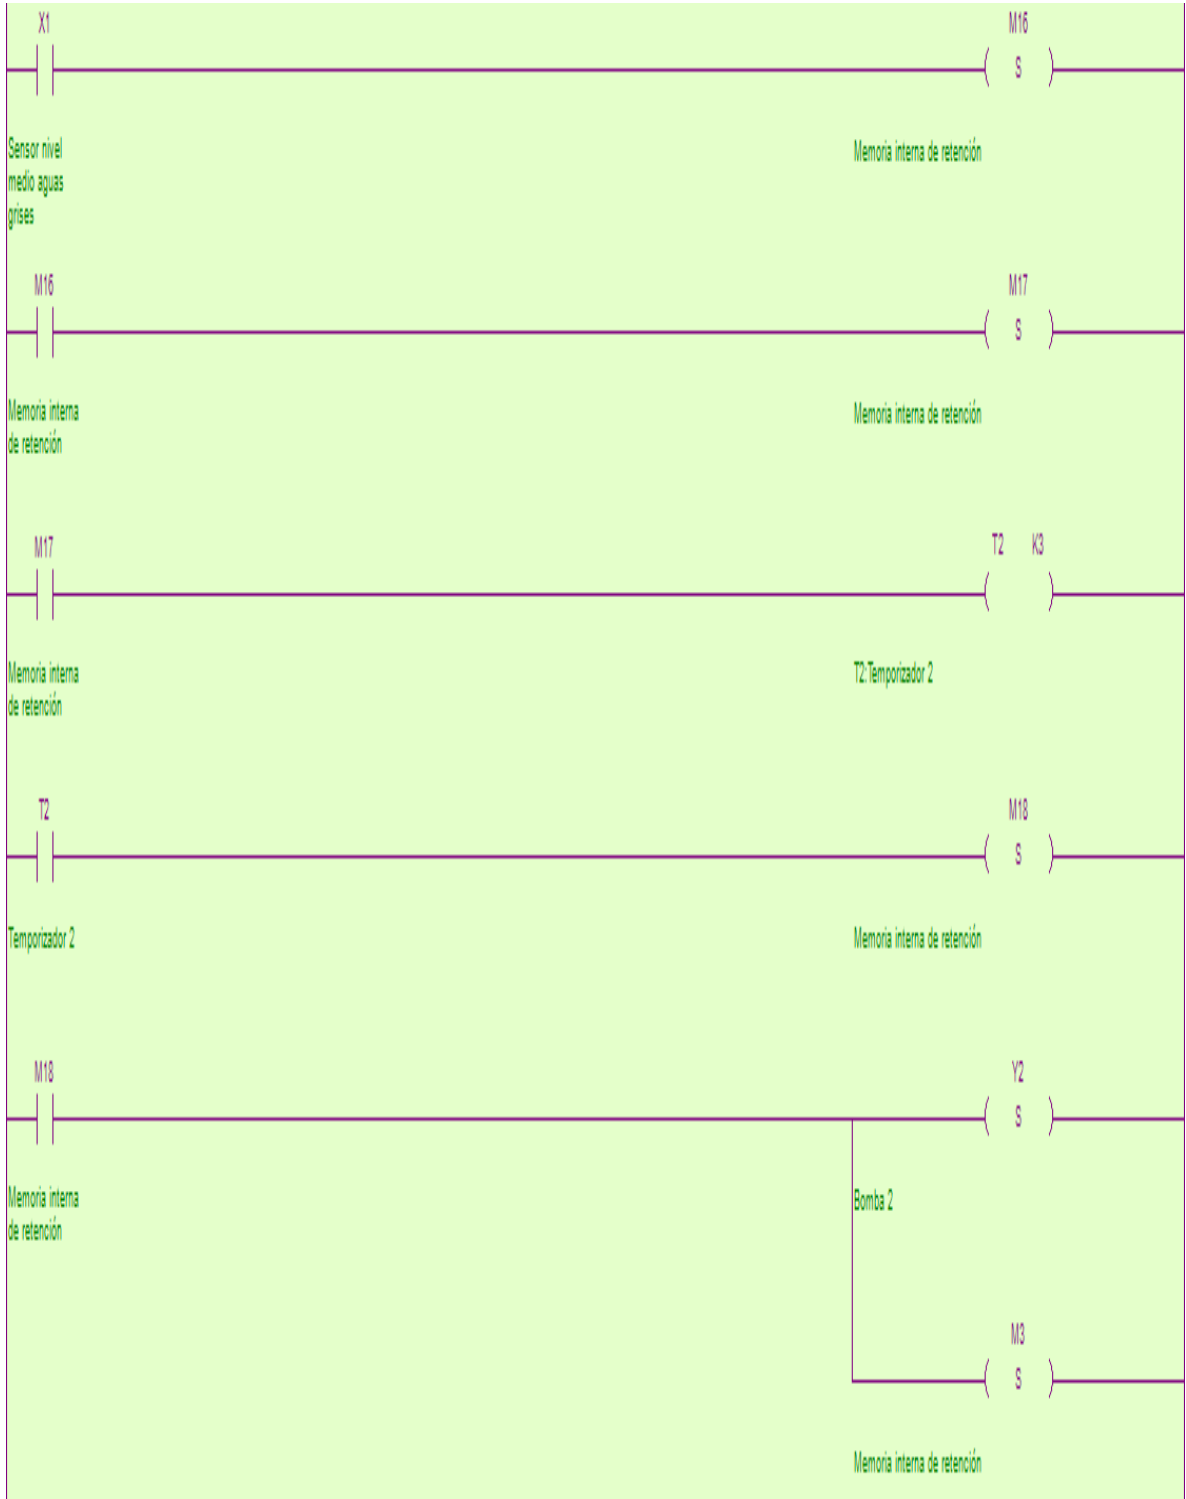 X1
M16
S
Sensor nivel
medio aguas
grises
Memoria interna de retención
M16
M17
S
Memoria interna
de retención
Memoria interna de retención
M17
T2 K3
Memoria interna
de retención
T2:Temporizador 2
T2
M18
S
Temporizador 2
Memoria interna de retención
M18
Y2
S
Memoria interna
de retención
Bomba 2
M3
S
Memoria interna de retención